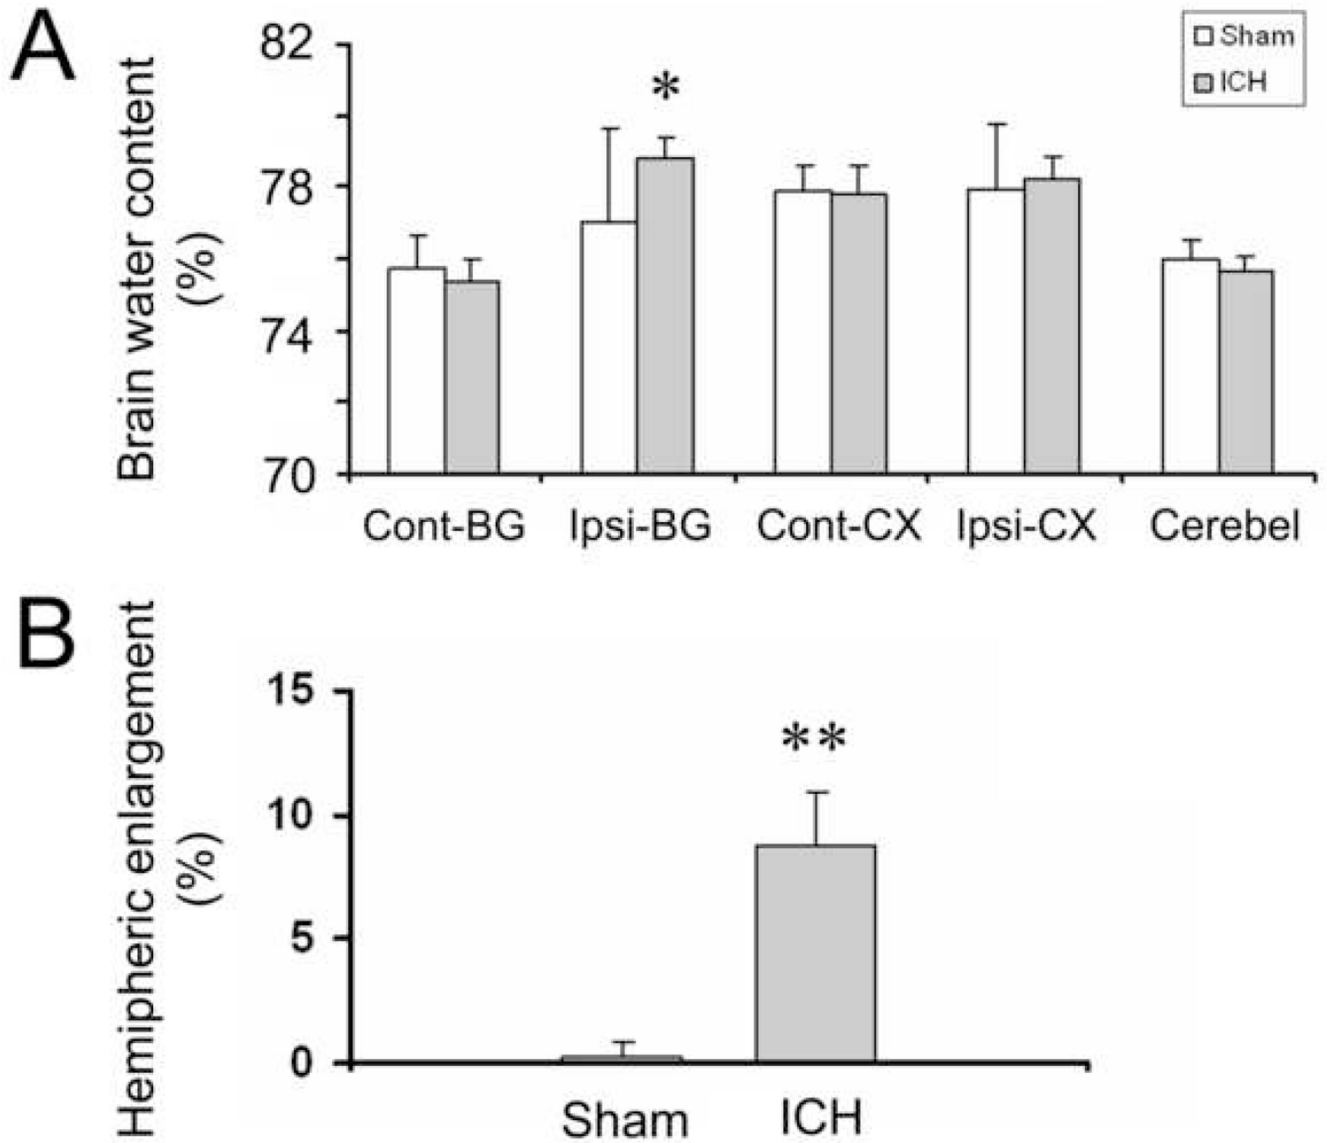 A
Brain water content
(%)
82
78
74
70
*
Sham
ICH
Cont-BG Ipsi-BG Cont-CX Ipsi-CX Cerebel
B
Hemipheric enlargement
(%)
15
10
5
0
**
Sham ICH